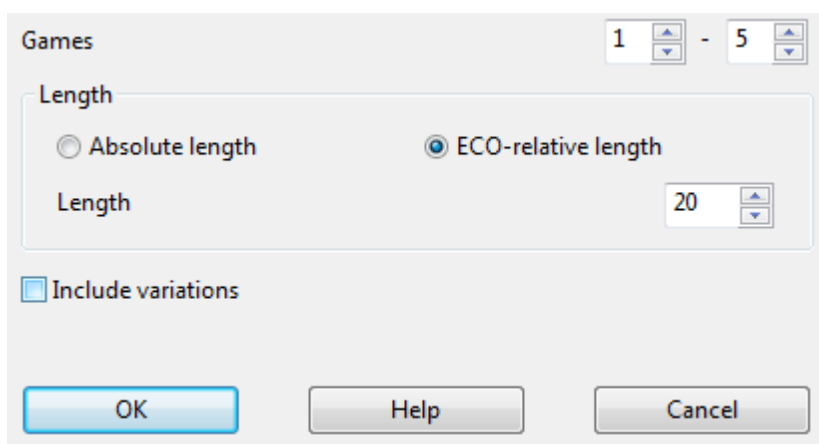 Games 1 - 5
Length
Absolute length ECO-relative length
Length 20
Include variations
OK Help Cancel